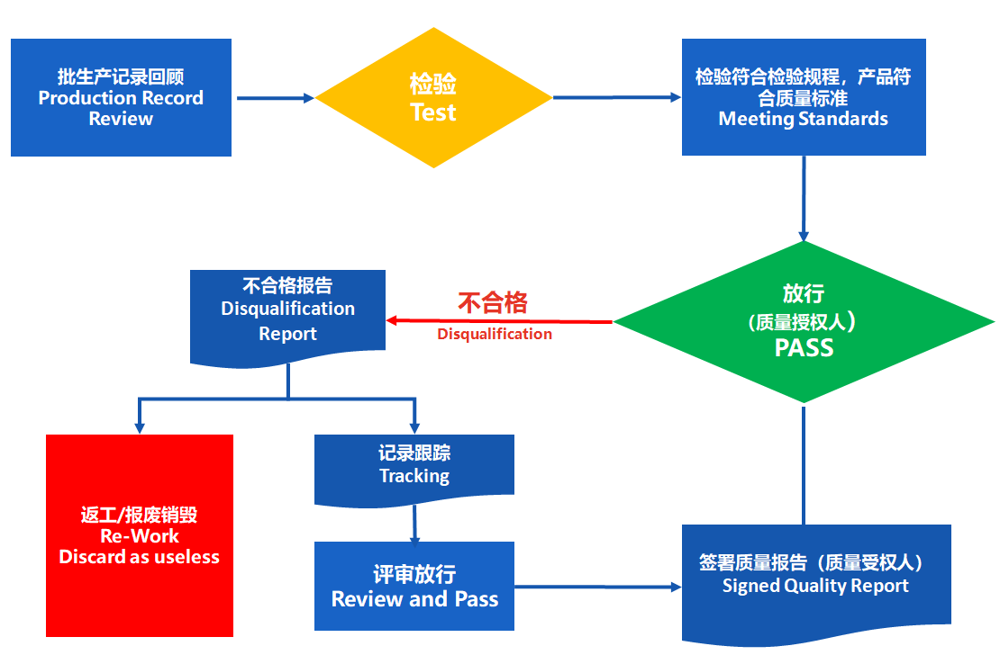 批生产记录回顾
Production Record
Review
检验
Test
检验符合检验规程，产品符
合质量标准
Meeting Standards
放行
（质量授权人）
PASS
不合格
Disqualification
不合格报告
Disqualification
Report
返工/报废销毁
Re-Work
Discard as useless
记录跟踪
Tracking
评审放行
Review and Pass
签署质量报告（质量受权人）
Signed Quality Report